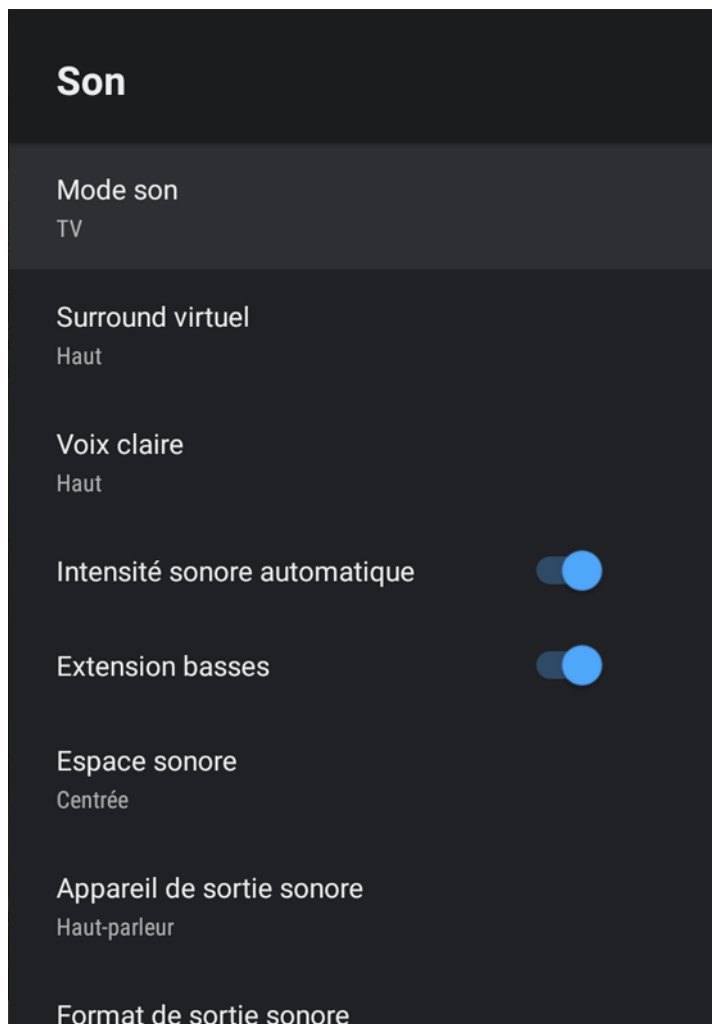 Son
Mode son
TV
Surround virtuel
Haut
Voix claire
Haut
Intensité sonore automatique
Extension basses
Espace sonore
Centrée
Appareil de sortie sonore
Haut-parleur
Format de sortie sonore